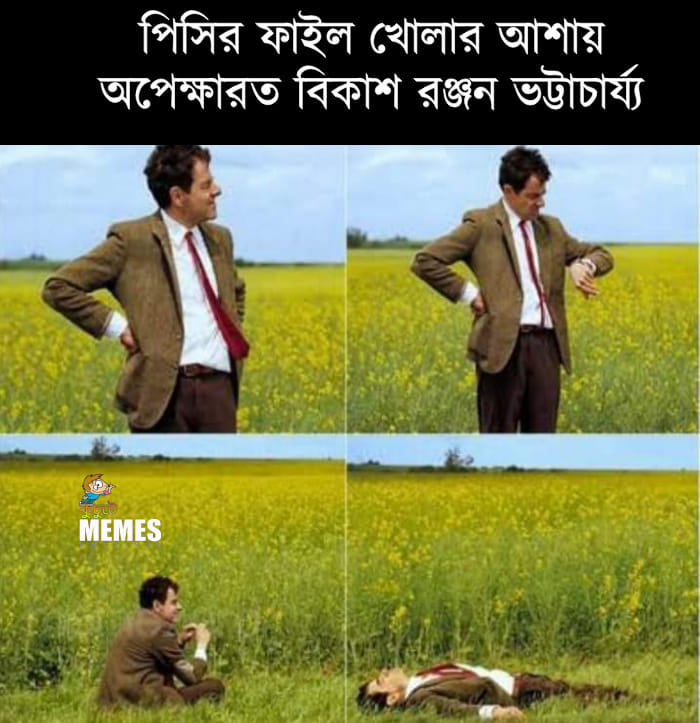 পিসির ফাইল খোলার আশায়
অপেক্ষারত বিকাশ রঞ্জন ভট্টাচার্য্য
MEMES